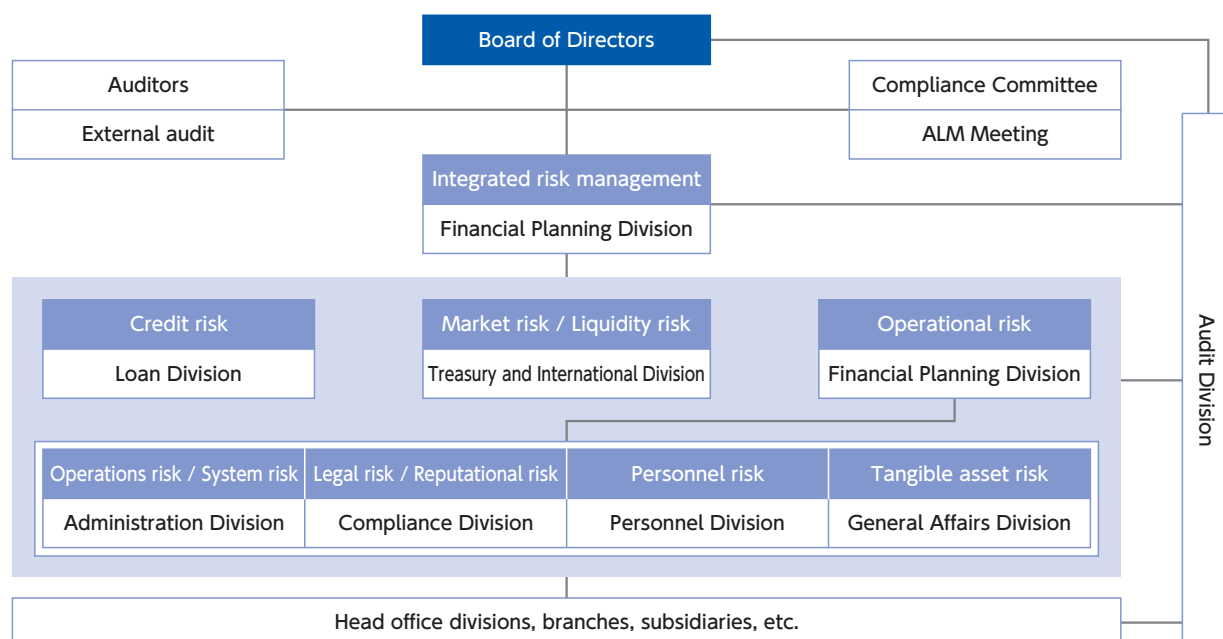 Board of Directors
Auditors
External audit
Compliance Committee
ALM Meeting
Integrated risk management
Financial Planning Division
Credit risk
Loan Division
Market risk / Liquidity risk
Treasury and International Division
Operational risk
Financial Planning Division
Operations risk / System risk
Administration Division
Legal risk / Reputational risk
Compliance Division
Personnel risk
Personnel Division
Tangible asset risk
General Affairs Division
Head office divisions, branches, subsidiaries, etc.
Audit Division